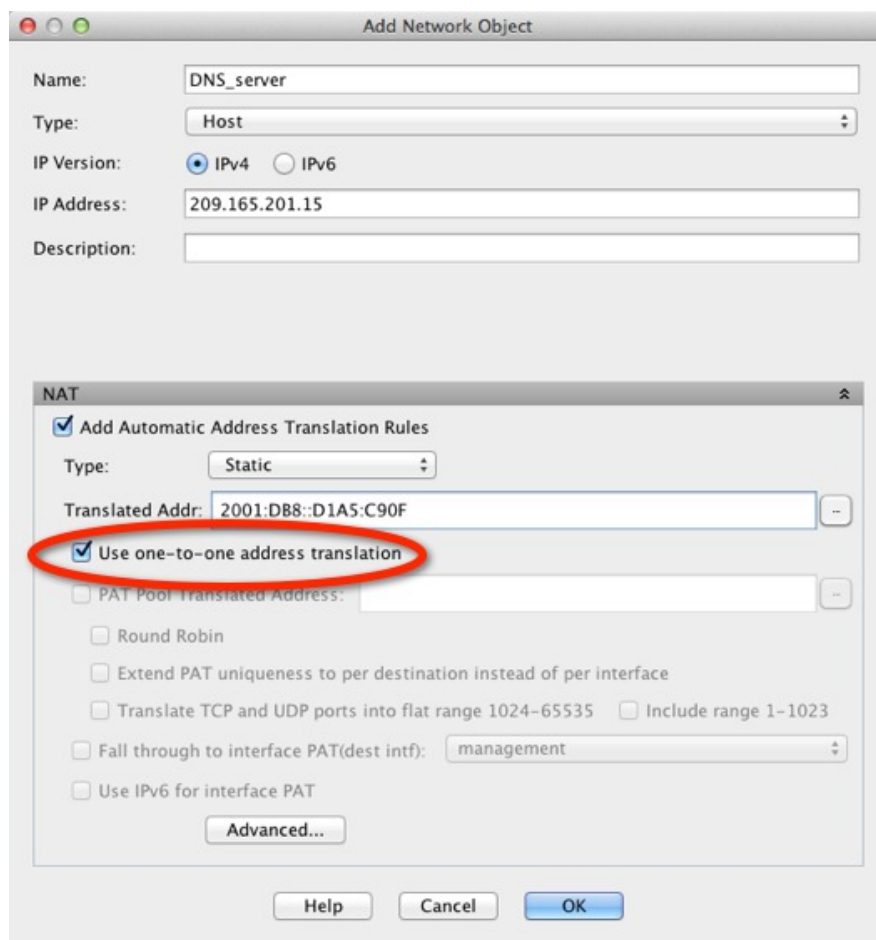 Add Network Object
Name: DNS_server
Type: Host
IP Version: IPv4 IPv6
IP Address: 209.165.201.15
Description:
NAT
Add Automatic Address Translation Rules
Type: Static
Translated Addr: 2001:DB8::D1A5:C90F
Use one-to-one address translation
PAT Pool Translated Address:
Round Robin
Extend PAT uniqueness to per destination instead of per interface
Translate TCP and UDP ports into flat range 1024-65535 Include range 1-1023
Fall through to interface PAT(dest intf): management
Use IPv6 for interface PAT
Advanced...
Help Cancel OK